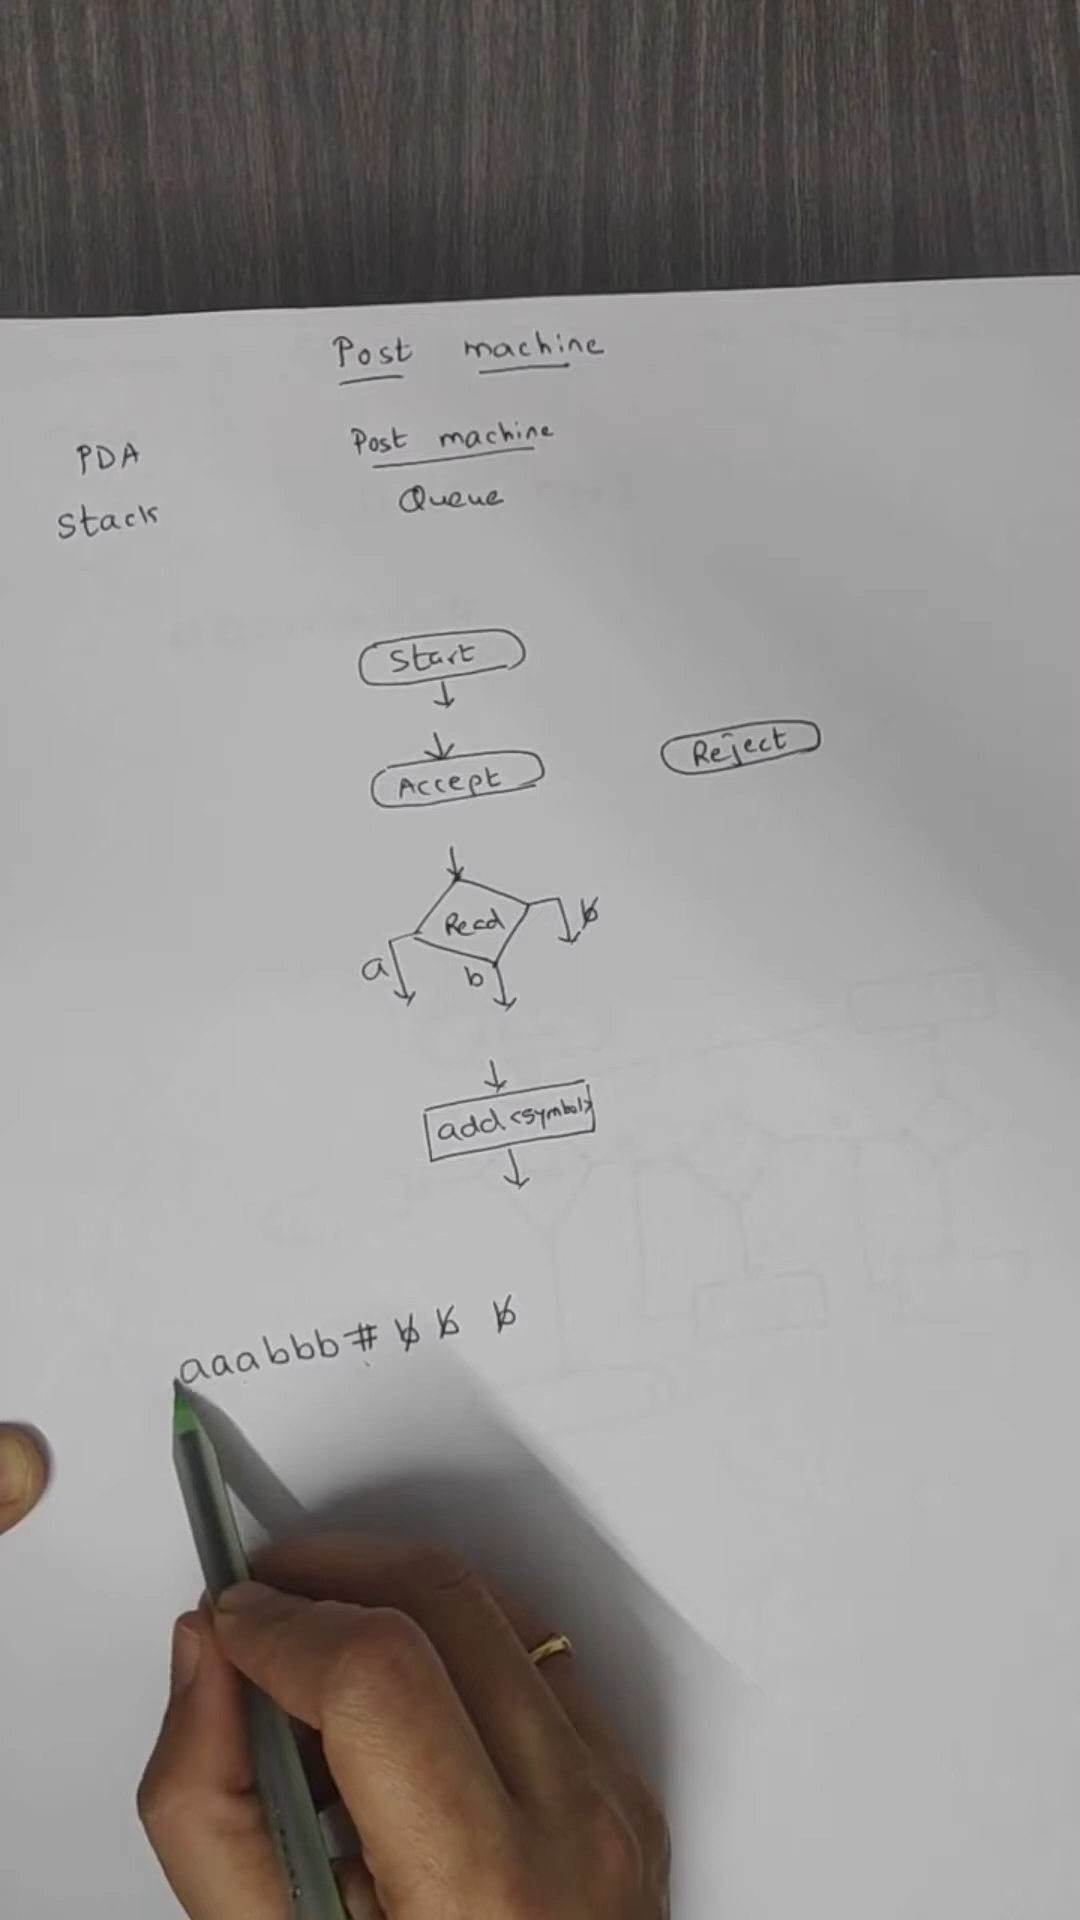 Post machine
PDA Post machine
Stack Queue
Start
Accept Reject
Read
a b ƀ
add <symbol>
aaabbb # ƀ ƀ ƀ